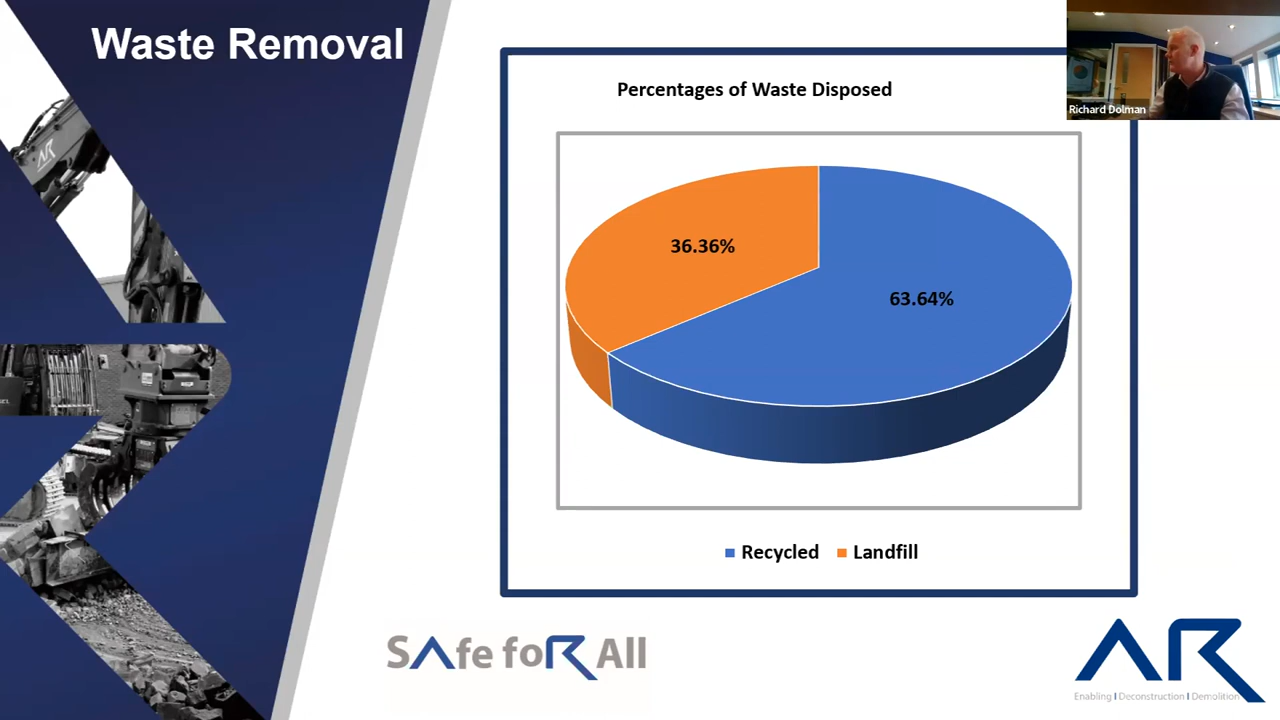 Waste Removal
Percentages of Waste Disposed
Richard Dolman
36.36%
63.64%
Recycled
Landfill
Safe foR All
AR
Enabling | Deconstruction | Demolition
AR